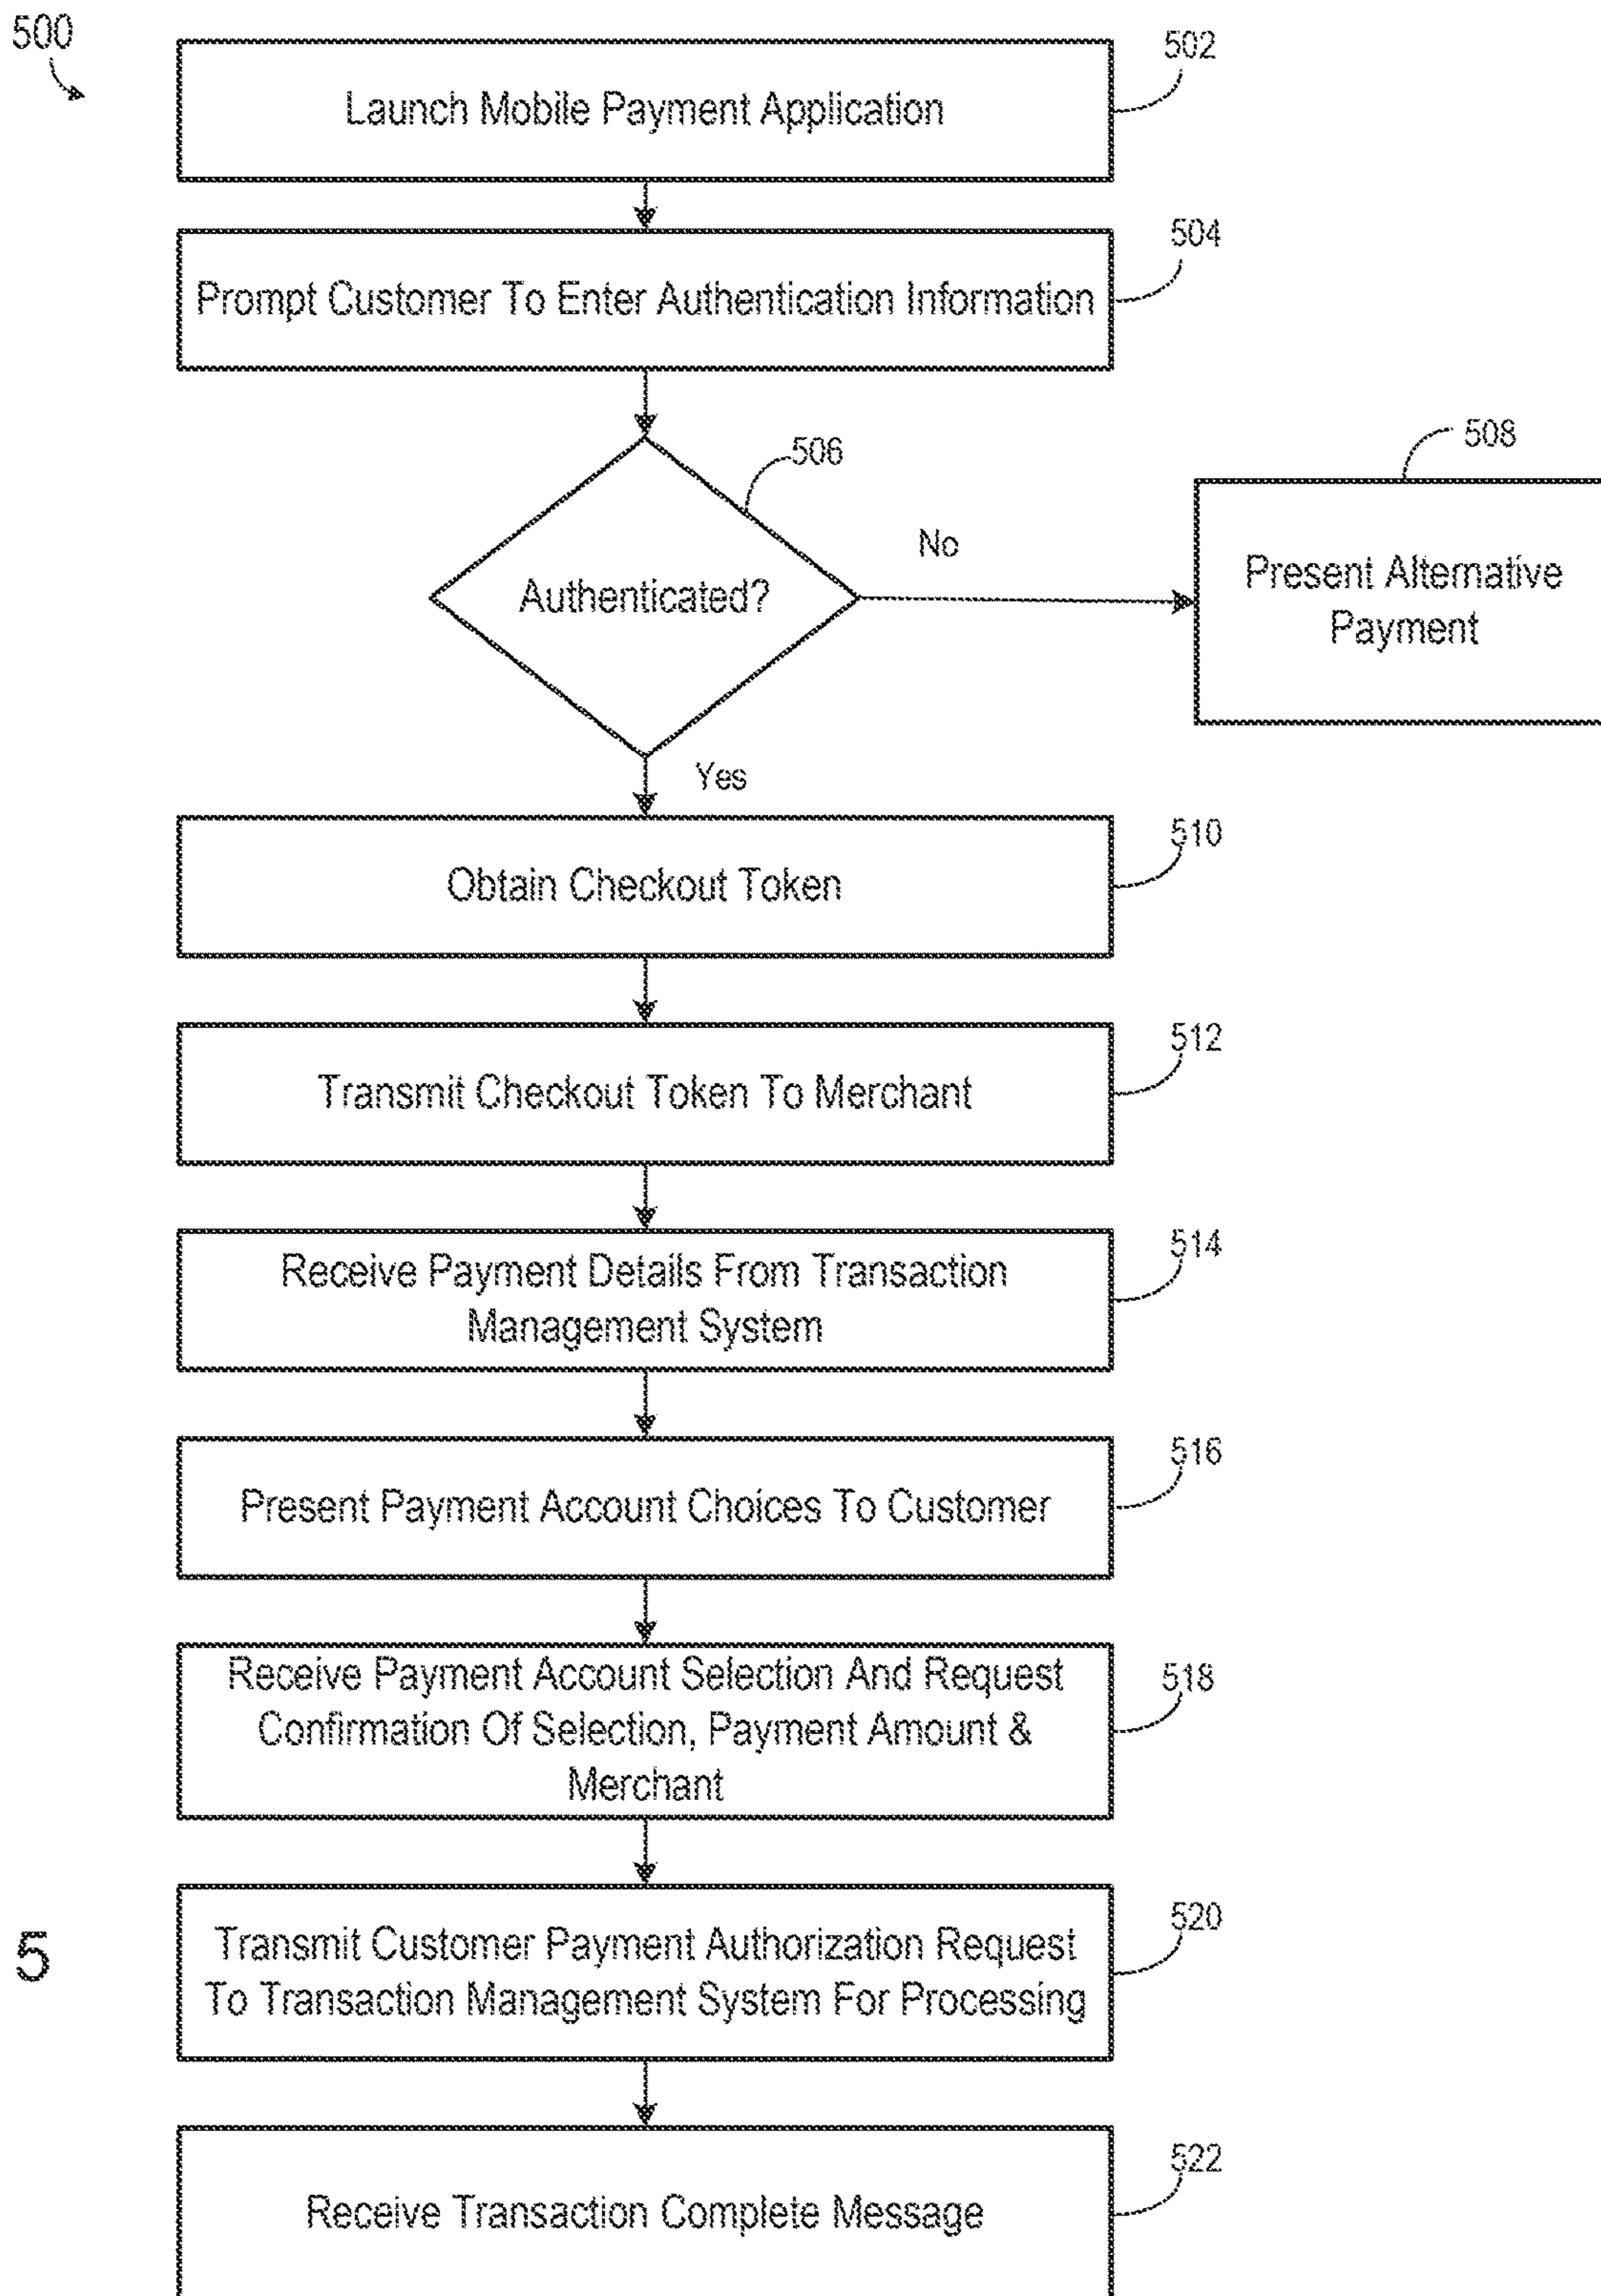 500
502
Launch Mobile Payment Application
504
Prompt Customer To Enter Authentication Information
506
Authenticated?
No
508
Present Alternative
Payment
Yes
510
Obtain Checkout Token
512
Transmit Checkout Token To Merchant
514
Receive Payment Details From Transaction
Management System
516
Present Payment Account Choices To Customer
518
Receive Payment Account Selection And Request
Confirmation Of Selection, Payment Amount &
Merchant
5
520
Transmit Customer Payment Authorization Request
To Transaction Management System For Processing
522
Receive Transaction Complete Message